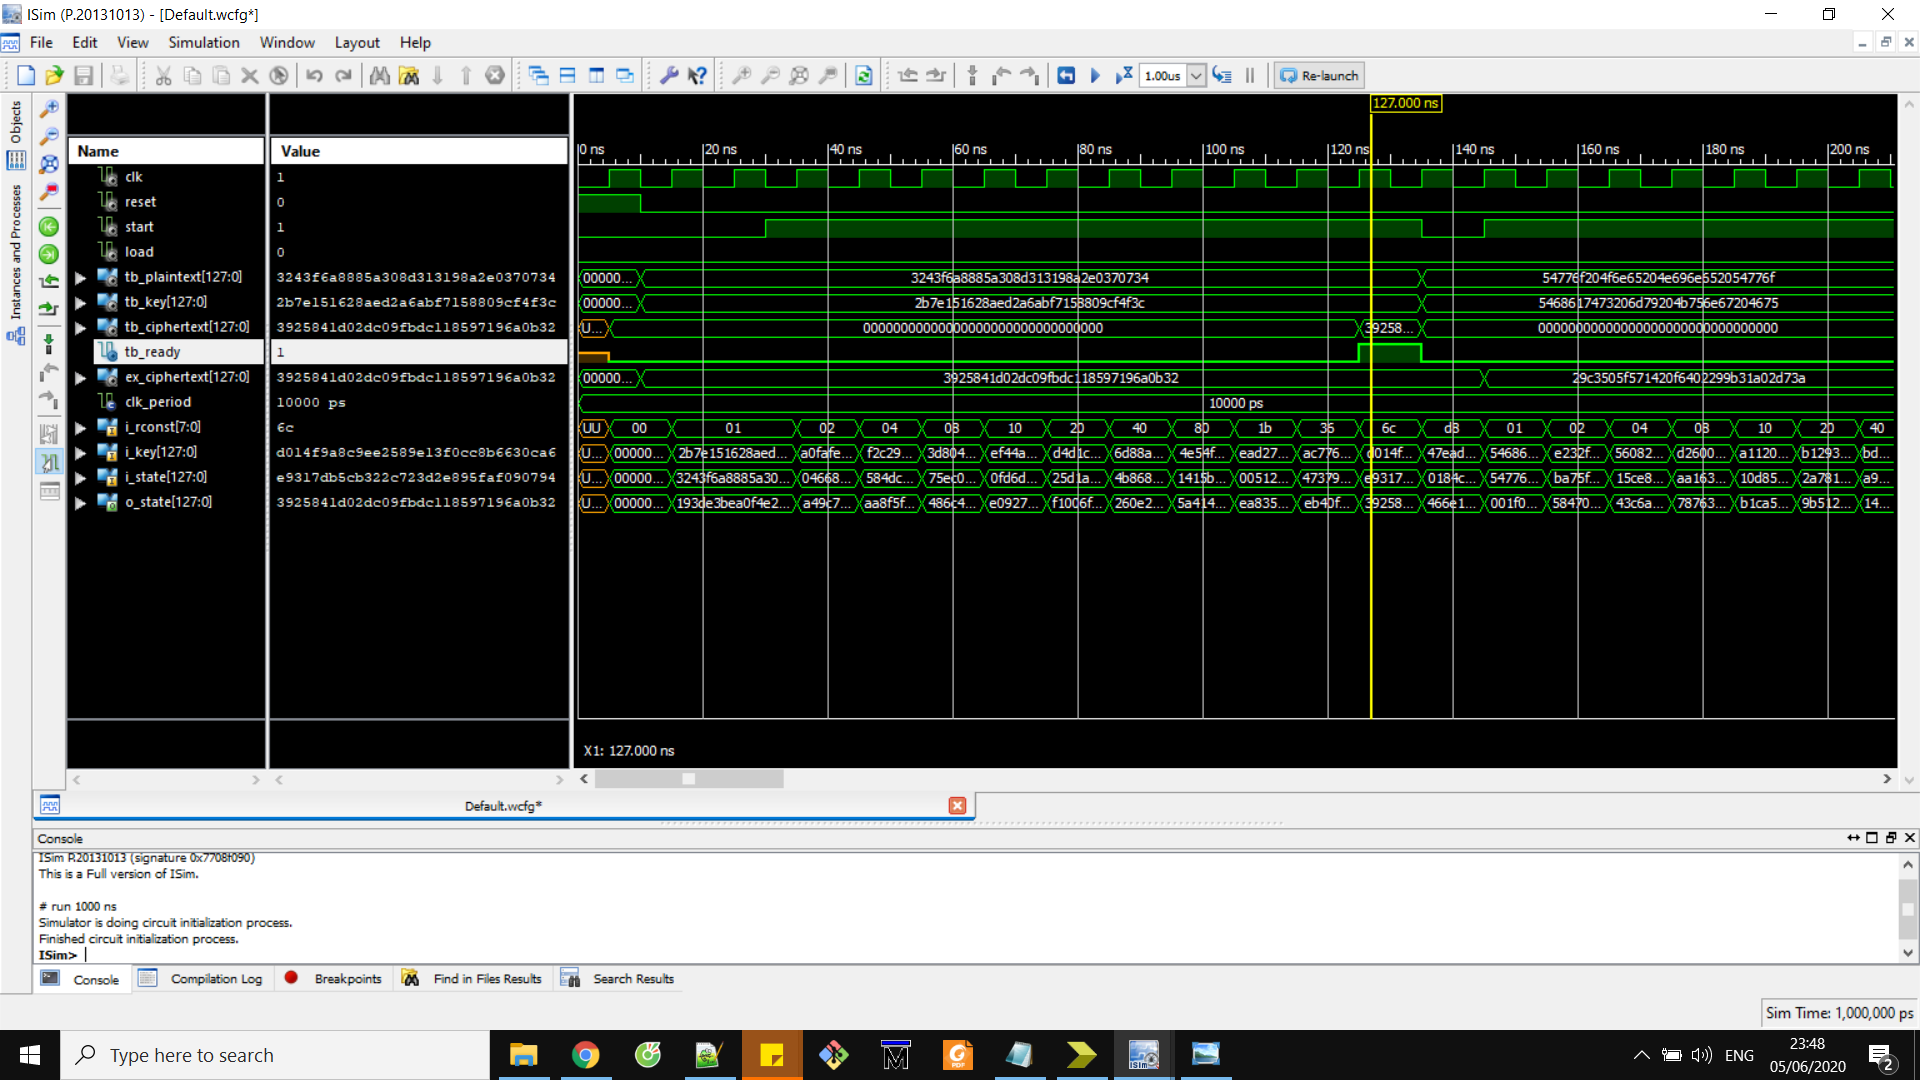 ISim (P.20131013) - [Default.wcfg*]
File Edit View Simulation Window Layout Help
1.00us Re-launch
Objects
Instances and Processes
127.000 ns
Name Value
0 ns 20 ns 40 ns 60 ns 80 ns 100 ns 120 ns 140 ns 160 ns 180 ns 200 ns
clk 1
reset 0
start 1
load 0
tb_plaintext[127:0] 3243f6a8885a308d313198a2e0370734 00000... 3243f6a8885a308d313198a2e0370734 54776f204f6e65204e696e652054776f
tb_key[127:0] 2b7e151628aed2a6abf7158809cf4f3c 00000... 2b7e151628aed2a6abf7158809cf4f3c 5468617473206d79204b756e67204675
tb_ciphertext[127:0] 3925841d02dc09fbdc118597196a0b32 U... 00000000000000000000000000000000 39258... 00000000000000000000000000000000
tb_ready 1
ex_ciphertext[127:0] 3925841d02dc09fbdc118597196a0b32 00000... 3925841d02dc09fbdc118597196a0b32 29c3505f571420f6402299b31a02d73a
clk_period 10000 ps 10000 ps
i_rconst[7:0] 6c UU 00 01 02 04 08 10 20 40 80 1b 36 6c d8 01 02 04 08 10 20 40
i_key[127:0] d014f9a8c9ee2589e13f0cc8b6630ca6 U... 00000... 2b7e151628aed... a0fafe... f2c29... 3d804... ef44a... d4d1c... 6d88a... 4e54f... ead27... ac776... d014f... 47ead... 54686... e232f... 56082... d2600... a1120... b1293... bd...
i_state[127:0] e9317db5cb322c723d2e895faf090794 U... 00000... 3243f6a8885a30... 04668... 584dc... 75ec0... 0fd6d... 25d1a... 4b868... 1415b... 00512... 47379... e9317... 0184c... 54776... ba75f... 15ce8... aa163... 10d85... 2a781... a9...
o_state[127:0] 3925841d02dc09fbdc118597196a0b32 U... 00000... 193de3bea0f4e2... a49c7... aa8f5f... 486c4... e0927... f1006f... 260e2... 5a414... ea835... eb40f... 39258... 466e1... 001f0... 58470... 43c6a... 78763... b1ca5... 9b512... 14...
X1: 127.000 ns
Default.wcfg*
Console
ISim P.20131013 (signature 0x7708f090)
This is a Full version of ISim.
# run 1000 ns
Simulator is doing circuit initialization process.
Finished circuit initialization process.
ISim>
Console Compilation Log Breakpoints Find in Files Results Search Results
Sim Time: 1,000,000 ps
Type here to search
PDF
ISim
ENG
23:48
05/06/2020
2